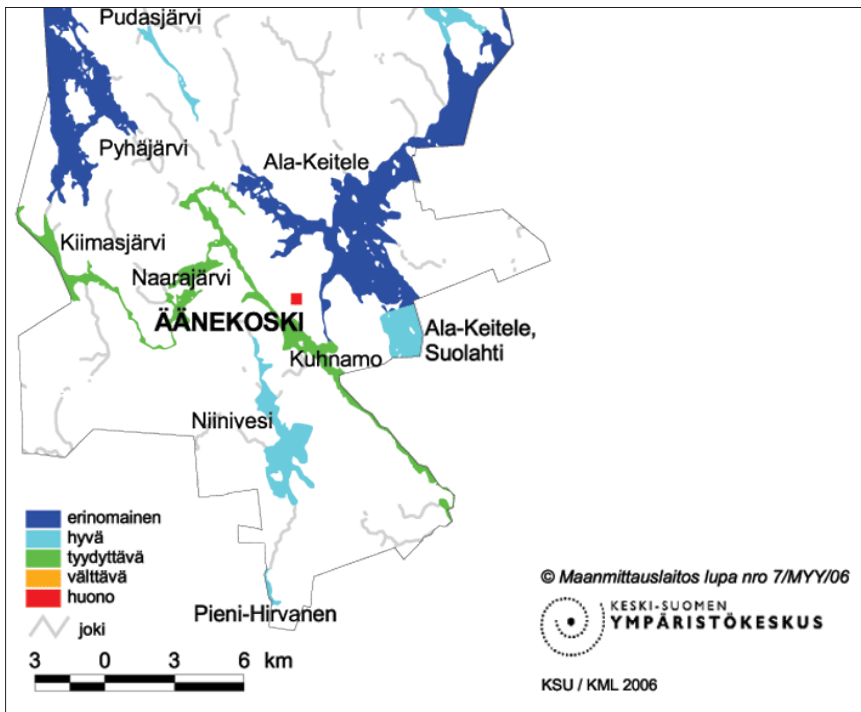 Pudasjärvi
Pyhäjärvi
Ala-Keitele
Kiimasjärvi
Naarajärvi
ÄÄNEKOSKI
Ala-Keitele,
Suolahti
Kuhnamo
Niinivesi
erinomainen
hyvä
tyydyttävä
välttävä
huono
joki
Pieni-Hirvanen
3 0 3 6 km
© Maanmittauslaitos lupa nro 7/MYY/06
KESKI-SUOMEN
YMPÄRISTÖKESKUS
KSU / KML 2006